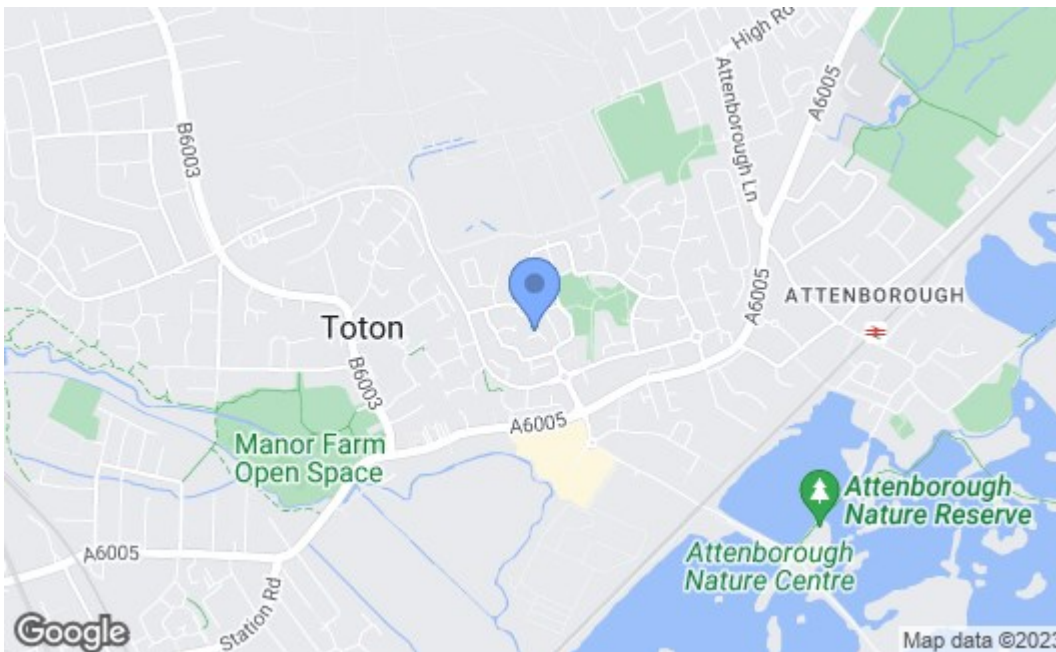 High Rd
Attenborough Ln
A6005
B6003
A6005
ATTENBOROUGH
Toton
B6003
A6005
Manor Farm
Open Space
Attenborough
Nature Reserve
A6005
Attenborough
Nature Centre
Station Rd
Google
Map data ©2023